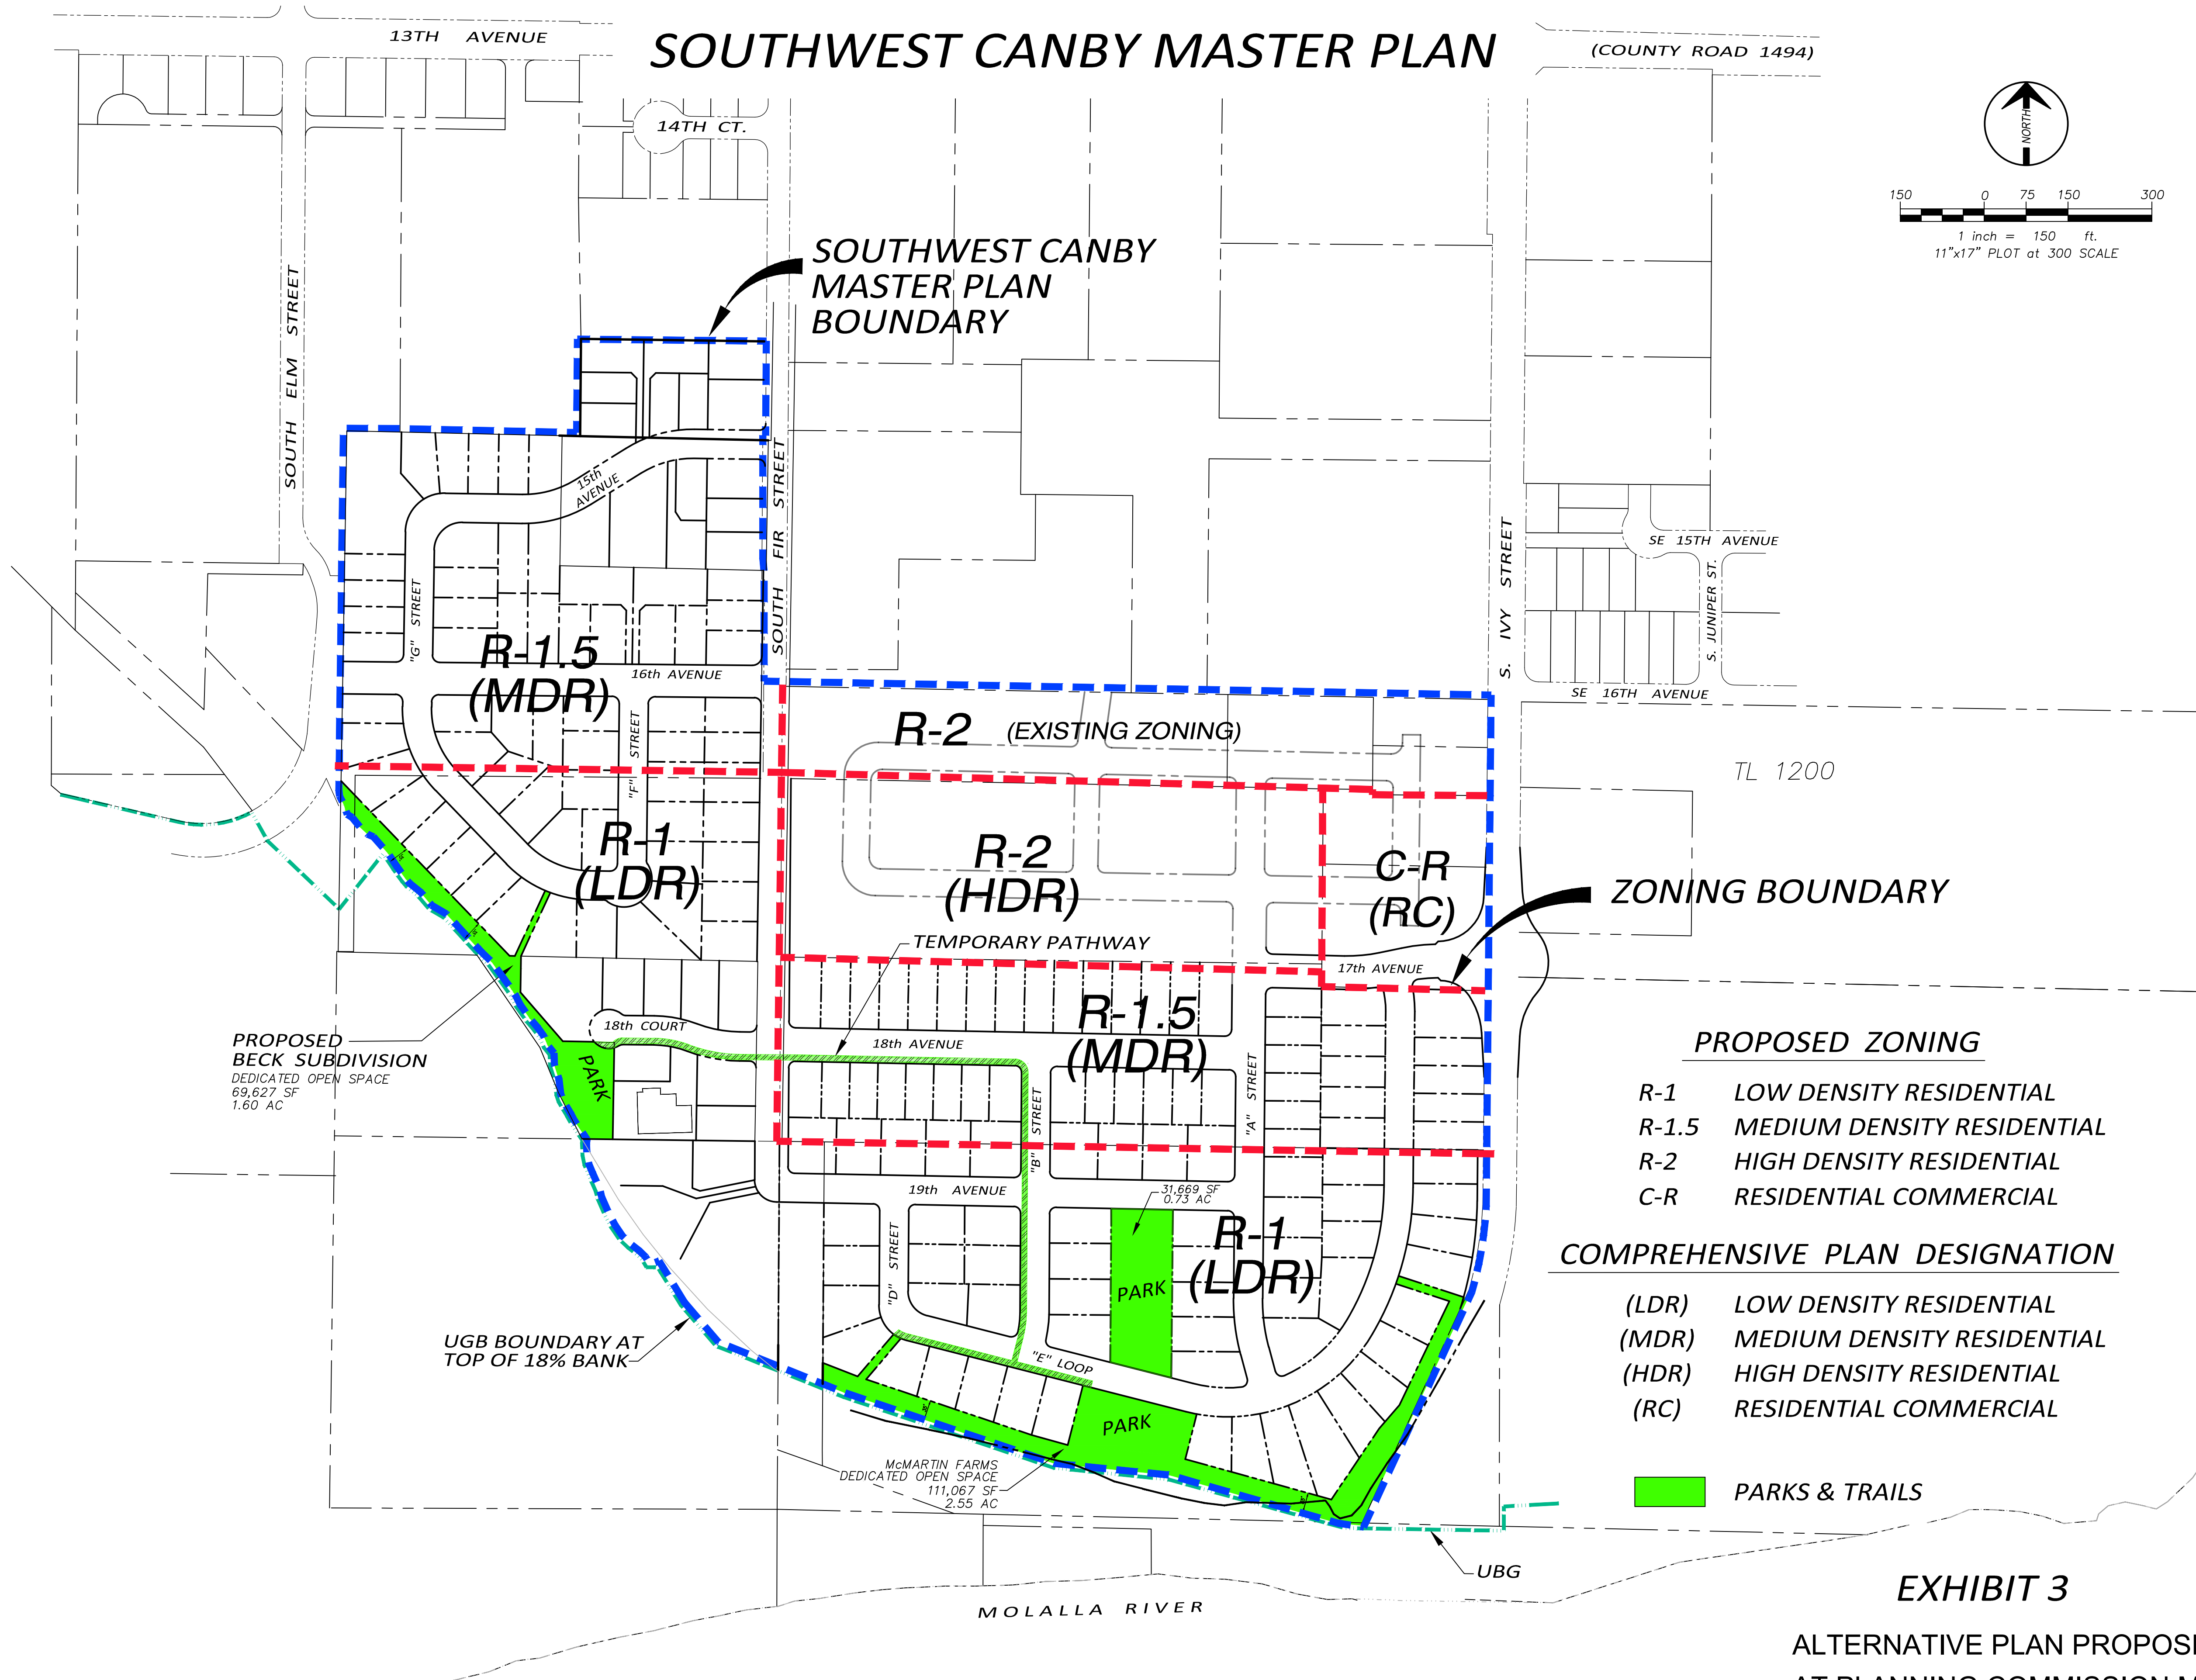 SOUTHWEST CANBY MASTER PLAN
13TH AVENUE
(COUNTY ROAD 1494)
14TH CT.
NORTH
150 0 75 150 300
1 inch = 150 ft.
11"x17" PLOT at 300 SCALE
SOUTHWEST CANBY
MASTER PLAN
BOUNDARY
SOUTH ELM STREET
SOUTH FIR STREET
S. IVY STREET
15th
AVENUE
SE 15TH AVENUE
S. JUNIPER ST.
"G" STREET
R-1.5
(MDR)
16th AVENUE
SE 16TH AVENUE
"F" STREET
R-2 (EXISTING ZONING)
TL 1200
R-1
(LDR)
R-2
(HDR)
C-R
(RC)
ZONING BOUNDARY
TEMPORARY PATHWAY
17th AVENUE
R-1.5
(MDR)
18th COURT
18th AVENUE
PROPOSED
BECK SUBDIVISION
DEDICATED OPEN SPACE
69,627 SF
1.60 AC
PARK
"B" STREET
"A" STREET
19th AVENUE
31,669 SF
0.73 AC
R-1
(LDR)
"D" STREET
PARK
UGB BOUNDARY AT
TOP OF 18% BANK
"E" LOOP
PARK
McMARTIN FARMS
DEDICATED OPEN SPACE
111,067 SF
2.55 AC
PROPOSED ZONING
R-1 LOW DENSITY RESIDENTIAL
R-1.5 MEDIUM DENSITY RESIDENTIAL
R-2 HIGH DENSITY RESIDENTIAL
C-R RESIDENTIAL COMMERCIAL
COMPREHENSIVE PLAN DESIGNATION
(LDR) LOW DENSITY RESIDENTIAL
(MDR) MEDIUM DENSITY RESIDENTIAL
(HDR) HIGH DENSITY RESIDENTIAL
(RC) RESIDENTIAL COMMERCIAL
PARKS & TRAILS
UBG
MOLALLA RIVER
EXHIBIT 3
ALTERNATIVE PLAN PROPOS
AT PLANNING COMMISSION M